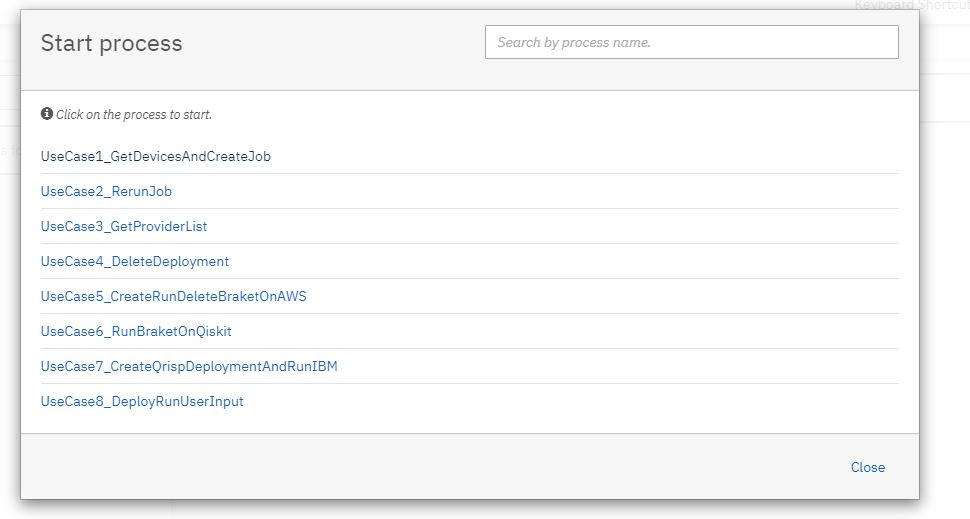 Keyboard Shortcut
Start process
Search by process name.
Click on the process to start.
UseCase1_GetDevicesAndCreateJob
UseCase2_RerunJob
UseCase3_GetProviderList
UseCase4_DeleteDeployment
UseCase5_CreateRunDeleteBraketOnAWS
UseCase6_RunBraketOnQiskit
UseCase7_CreateQrispDeploymentAndRunIBM
UseCase8_DeployRunUserInput
Close